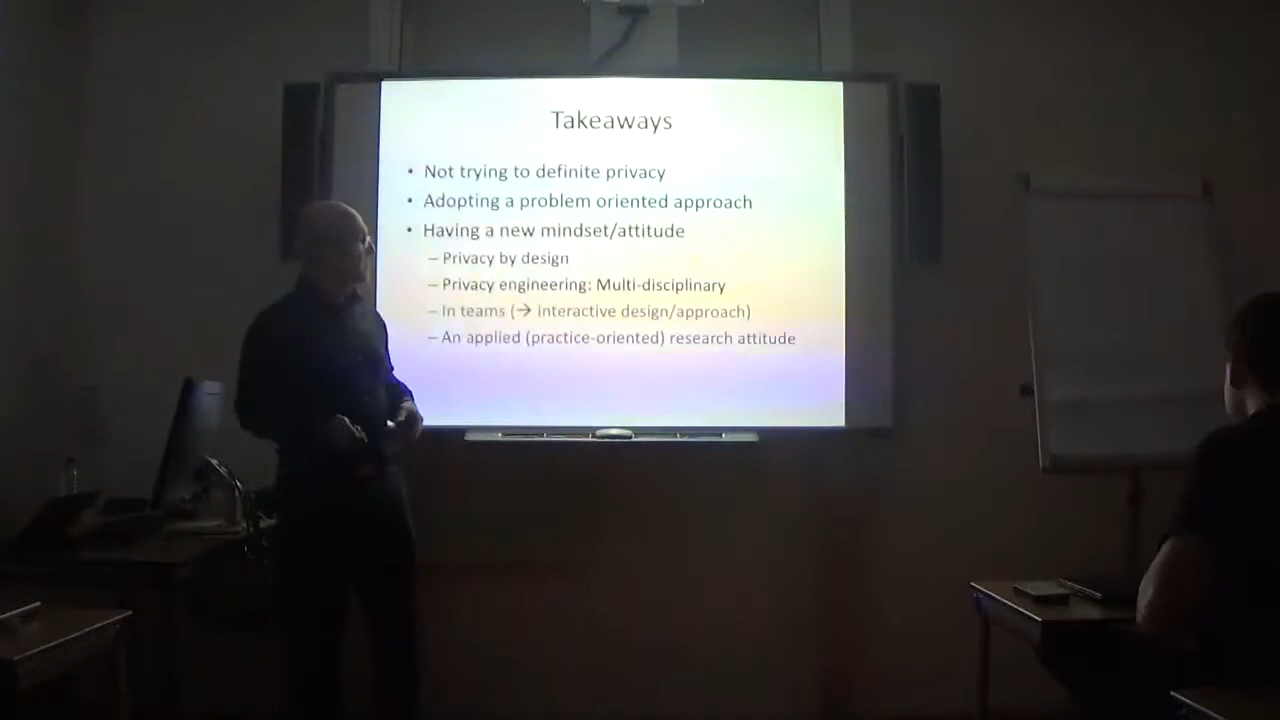 Takeaways
• Not trying to definite privacy
• Adopting a problem oriented approach
• Having a new mindset/attitude
– Privacy by design
– Privacy engineering: Multi-disciplinary
– In teams (→ interactive design/approach)
– An applied (practice-oriented) research attitude